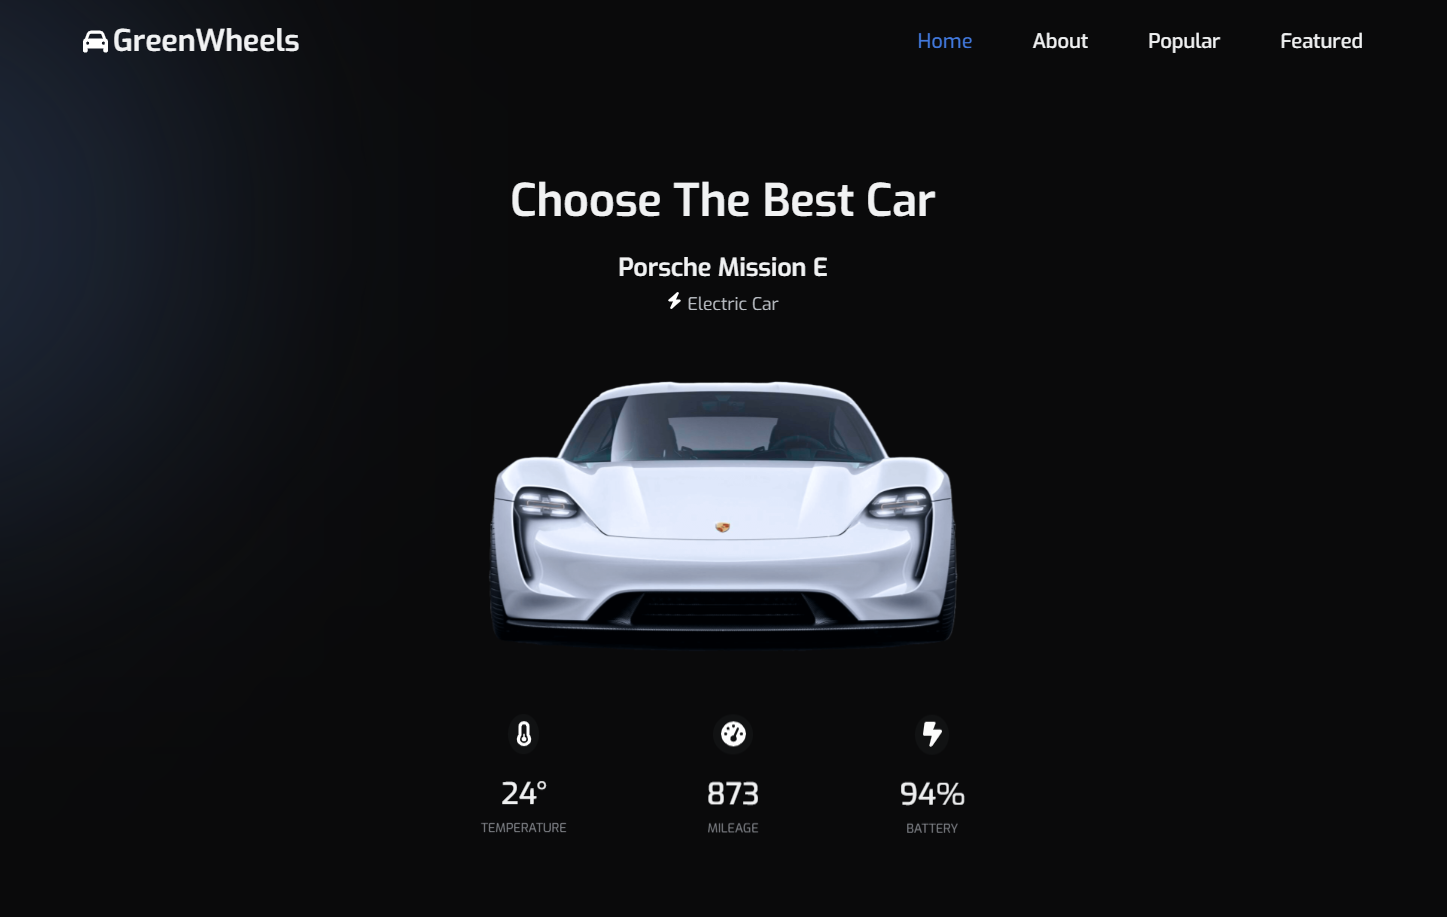 GreenWheels
Home About Popular Featured
Choose The Best Car
Porsche Mission E
Electric Car
24° 873 94%
TEMPERATURE MILEAGE BATTERY